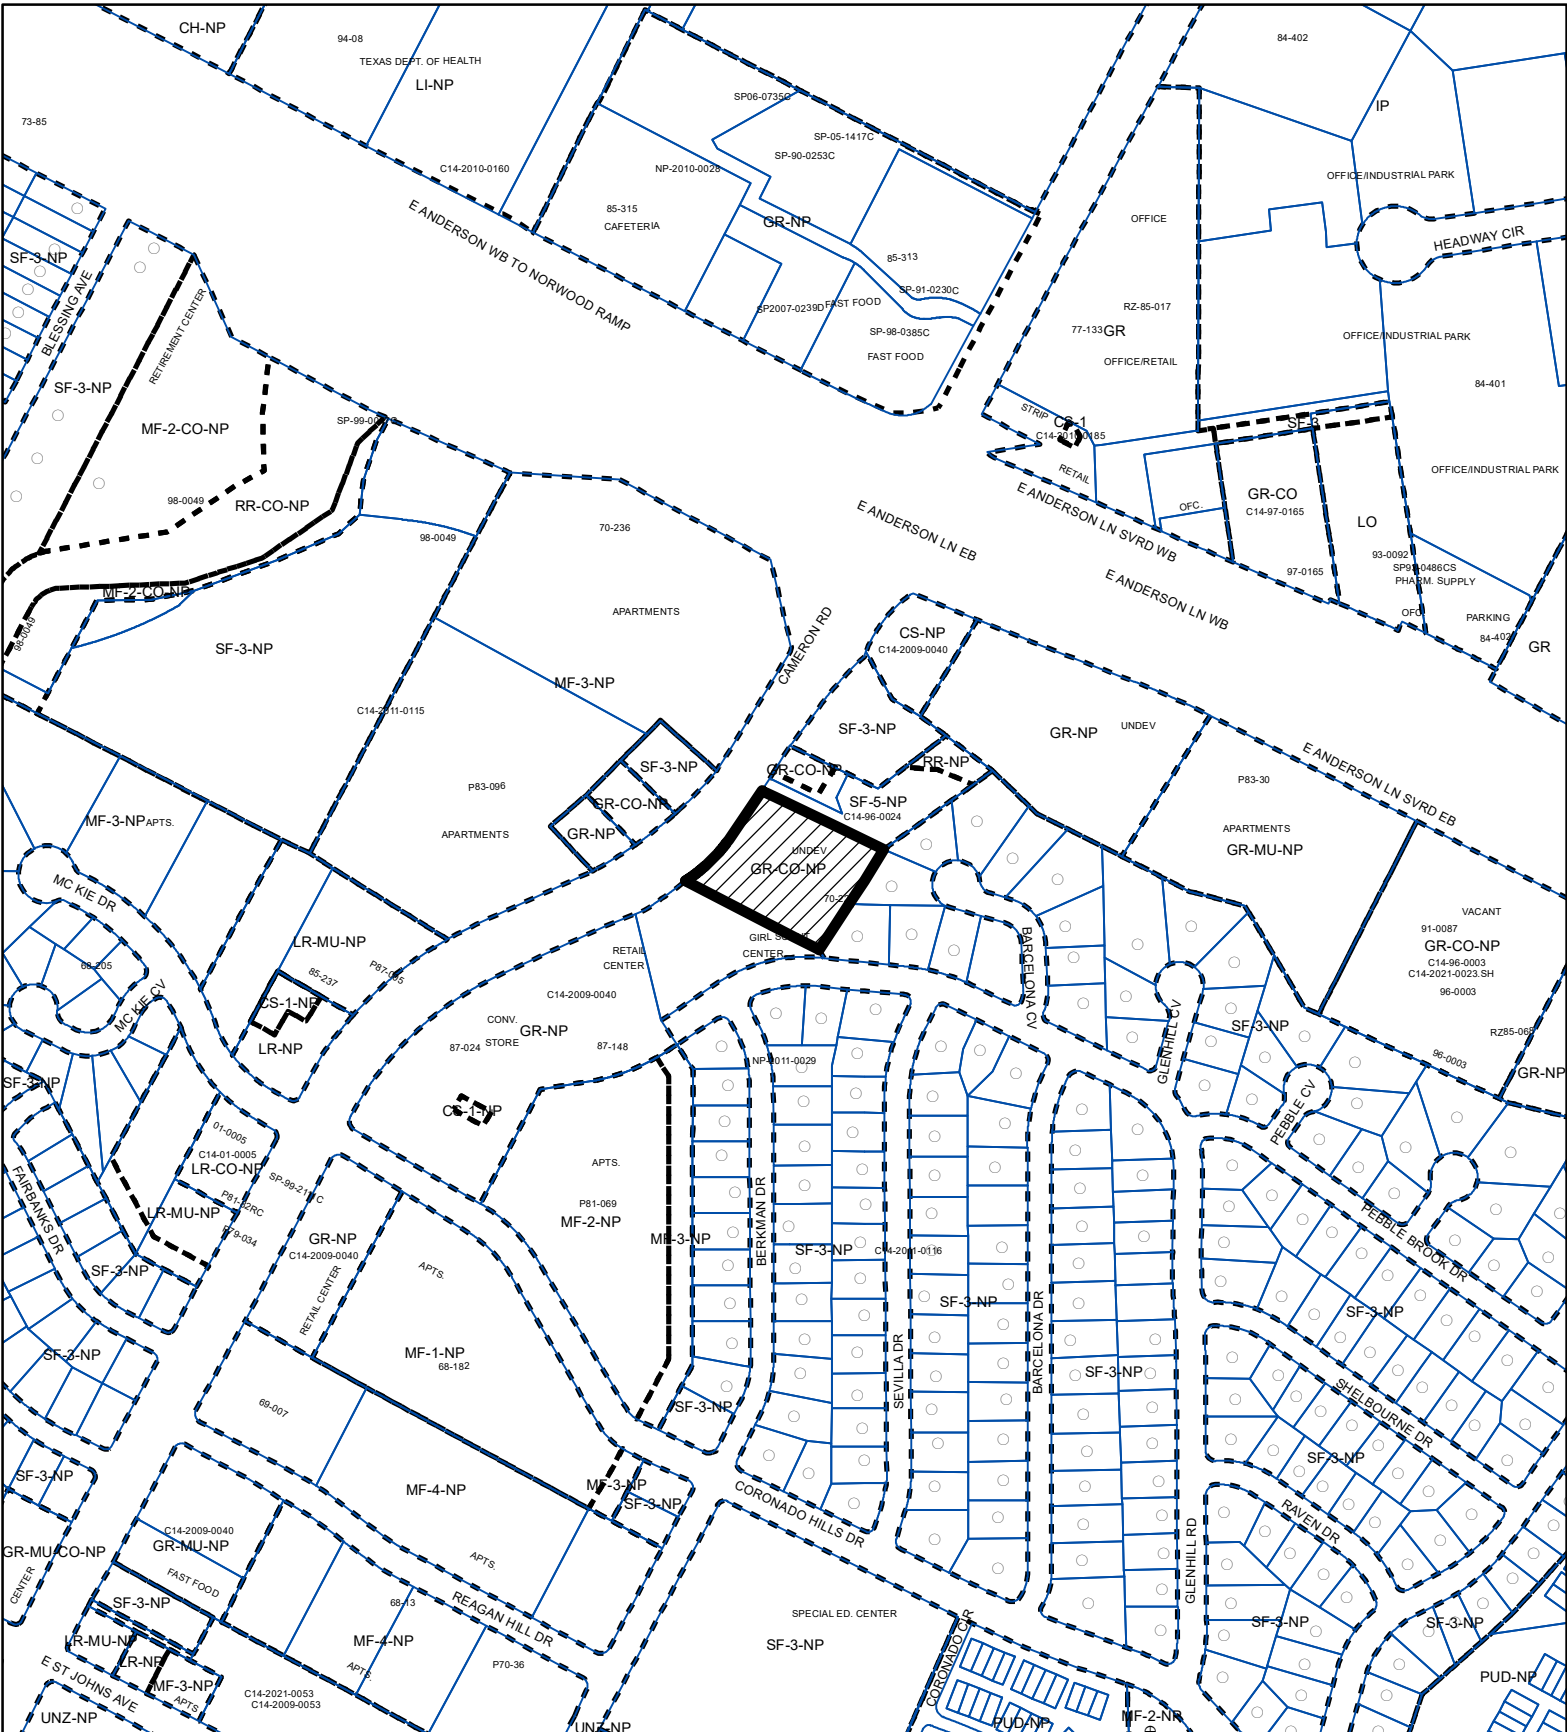 CH-NP
94-08
TEXAS DEPT. OF HEALTH
LI-NP
84-402
IP
SP06-0735C
73-85
SP-05-1417C
SP-90-0253C
C14-2010-0160
NP-2010-0028
OFFICE/INDUSTRIAL PARK
85-315
CAFETERIA
GR-NP
OFFICE
HEADWAY CIR
E ANDERSON WB TO NORWOOD RAMP
SF-3-NP
BLESSING AVE
85-313
SP-91-0230C
SP2007-0239D
FAST FOOD
SP-98-0385C
FAST FOOD
RZ-85-017
77-133
GR
OFFICE/RETAIL
OFFICE/INDUSTRIAL PARK
84-401
RETIREMENT CENTER
SF-3-NP
MF-2-CO-NP
STRIP
CS-1
C14-2010-0185
SF-3
RETAIL
OFFICE/INDUSTRIAL PARK
98-0049
RR-CO-NP
98-0049
70-236
E ANDERSON LN EB
E ANDERSON LN SVRD WB
OFC.
GR-CO
C14-97-0165
LO
93-0092
PHARM. SUPPLY
97-0165
OFC.
PARKING
84-402
GR
E ANDERSON LN WB
MF-2-CO-NP
98-0049
SF-3-NP
APARTMENTS
CAMERON RD
CS-NP
C14-2009-0040
MF-3-NP
C14-2011-0115
SF-3-NP
GR-NP
UNDEV
E ANDERSON LN SVRD EB
SF-3-NP
GR-CO-NP
RR-NP
P83-30
P83-096
GR-CO-NP
SF-5-NP
C14-96-0024
MF-3-NP
APTS.
APARTMENTS
GR-NP
APARTMENTS
GR-MU-NP
UNDEV
GR-CO-NP
MC KIE DR
VACANT
91-0087
GR-CO-NP
C14-96-0003
C14-2021-0023.SH
96-0003
LR-MU-NP
85-237
P87-095
RETAIL
CENTER
CENTER
BARCELONA CV
68-205
MC KIE CV
CS-1-NP
C14-2009-0040
CONV.
STORE
GR-NP
87-024
87-148
GLENHILL CV
SF-3-NP
LR-NP
NP-2011-0029
96-0003
GR-NP
SF-3-NP
CS-1-NP
PEBBLE CV
01-0005
C14-01-0005
LR-CO-NP
FAIRBANKS DR
APTS.
P81-069
MF-2-NP
BERKMAN DR
LR-MU-NP
P79-034
GR-NP
C14-2009-0040
MF-3-NP
SF-3-NP
C14-2011-0116
PEBBLE BROOK DR
SF-3-NP
APTS.
RETAIL CENTER
SF-3-NP
SF-3-NP
SF-3-NP
MF-1-NP
68-182
SEVILLA DR
BARCELONA DR
SF-3-NP
SHELBOURNE DR
69-007
SF-3-NP
SF-3-NP
SF-3-NP
MF-4-NP
MF-3-NP
SF-3-NP
CORONADO HILLS DR
RAVEN DR
GLENHILL RD
C14-2009-0040
GR-MU-NP
GR-MU-CO-NP
CENTER
FAST FOOD
APTS.
SF-3-NP
68-13
REAGAN HILL DR
SPECIAL ED. CENTER
SF-3-NP
CORONADO CIR
SF-3-NP
SF-3-NP
LR-MU-NP
LR-NP
MF-4-NP
APTS.
P70-36
E ST JOHNS AVE
MF-3-NP
APTS
C14-2021-0053
C14-2009-0053
PUD-NP
UNZ-NP
UNZ-NP
PUD-NP
MF-2-NP